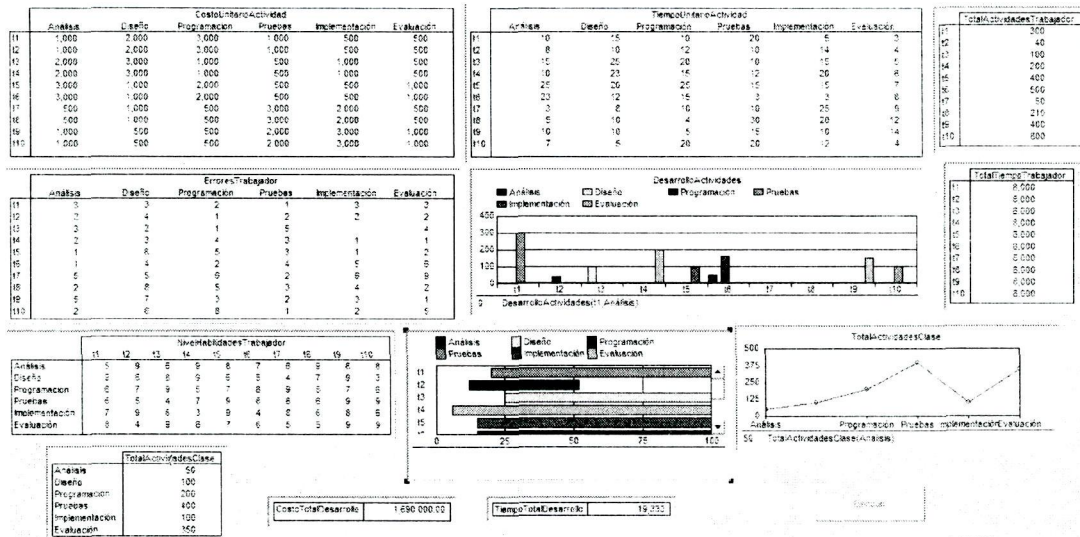 CostoUnitarioActividad
Análisis Diseño Programación Pruebas Implementación Evaluación
t1 1,000 2,000 3,000 1,000 500 500
t2 1,000 2,000 3,000 1,000 500 500
t3 2,000 3,000 1,000 500 1,000 500
t4 2,000 3,000 1,000 500 1,000 500
t5 3,000 1,000 2,000 500 500 1,000
t6 3,000 1,000 2,000 500 500 1,000
t7 500 1,000 500 3,000 2,000 500
t8 500 1,000 500 3,000 2,000 500
t9 1,000 500 500 2,000 3,000 1,000
t10 1,000 500 500 2,000 3,000 1,000
TiempoUnitarioActividad
Análisis Diseño Programación Pruebas Implementación Evaluación
t1 10 15 10 20 5 3
t2 8 10 12 10 14 4
t3 15 25 20 10 15 5
t4 10 23 15 12 20 6
t5 25 20 25 15 15 7
t6 23 12 15 3 3 8
t7 3 8 10 10 25 9
t8 5 10 4 30 28 12
t9 10 10 5 15 10 14
t10 7 5 20 20 12 4
TotalActividadesTrabajador
t1 300
t2 40
t3 100
t4 200
t5 400
t6 500
t7 50
t8 210
t9 400
t10 600
ErroresTrabajador
Análisis Diseño Programación Pruebas Implementación Evaluación
t1 3 3 2 1 3
t2 4 1 2 2 2
t3 3 2 1 5 4
t4 2 3 4 3 1 1
t5 1 6 5 3 1 2
t6 1 4 2 4 5 6
t7 5 5 6 2 6 9
t8 2 8 5 3 4 2
t9 5 7 3 2 3 1
t10 2 6 8 1 2 5
DesarrolloActividades
Análisis Diseño Programación Pruebas
Implementación Evaluación
400
300
200
100
0
t1 t2 t3 t4 t5 t6 t7 t8 t9 t10
0 DesarrolloActividades(t1,Análisis)
TotalTiempoTrabajador
t1 8,000
t2 8,000
t3 8,000
t4 8,000
t5 8,000
t6 8,000
t7 8,000
t8 8,000
t9 8,000
t10 8,000
NivelHabilidadesTrabajador
t1 t2 t3 t4 t5 t6 t7 t8 t9 t10
Análisis 5 9 6 9 8 7 6 9 8 8
Diseño 2 6 8 9 6 5 4 7 9 3
Programación 6 7 9 5 7 8 9 5 7 6
Pruebas 6 5 4 7 9 6 8 6 9 9
Implementación 7 9 6 3 9 4 8 6 8 6
Evaluación 8 4 9 8 7 6 5 5 9 9
Análisis Diseño Programación
Pruebas Implementación Evaluación
t1
t2
t3
t4
t5
0 25 50 75 100
TotalActividadesClase
500
375
250
125
0
Análisis Programación Pruebas Implementación Evaluación
50 TotalActividadesClase(Análisis)
TotalActividadesClase
Análisis 50
Diseño 100
Programación 200
Pruebas 400
Implementación 100
Evaluación 350
CostoTotalDesarrollo 1,690,000.00
TiempoTotalDesarrollo 19,330